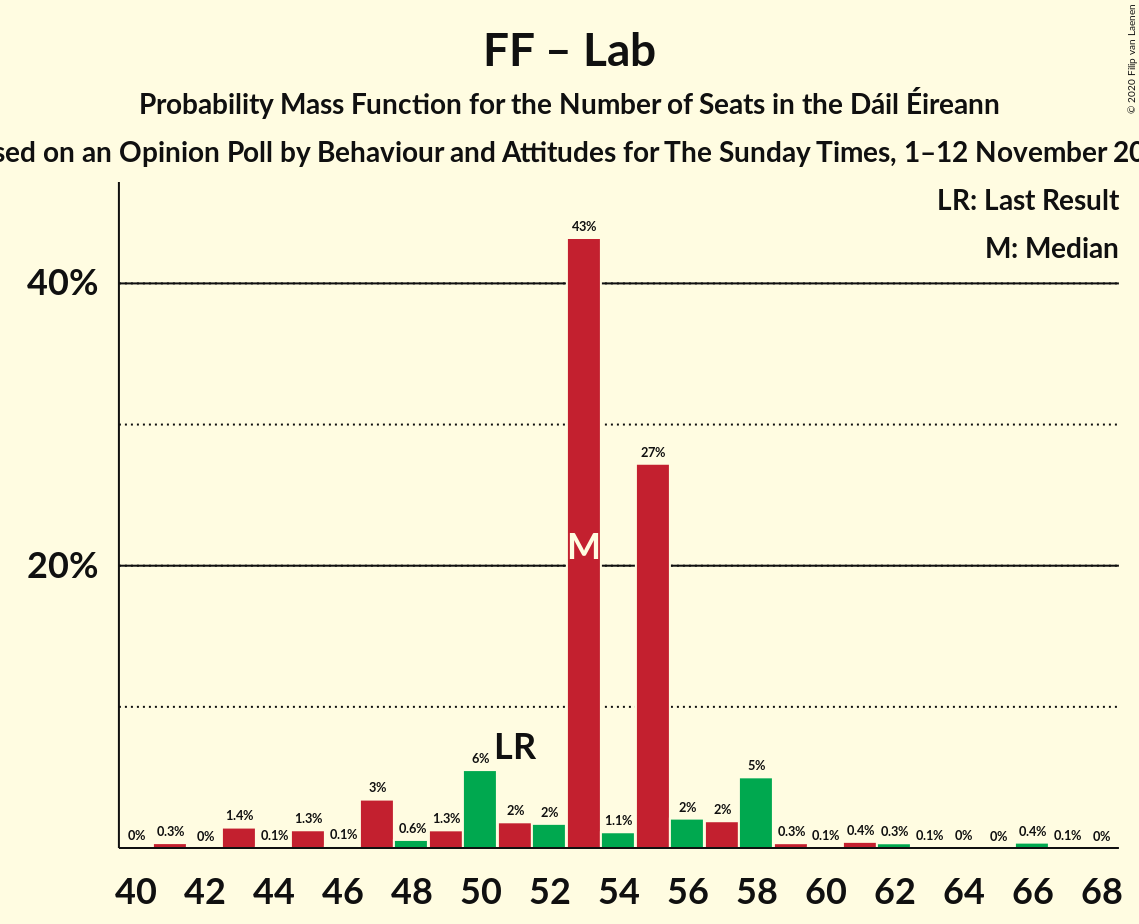 FF – Lab
Probability Mass Function for the Number of Seats in the Dáil Éireann
sed on an Opinion Poll by Behaviour and Attitudes for The Sunday Times, 1–12 November 20
© 2020 Filip van Laenen
LR: Last Result
M: Median
40%
20%
0% 0.3% 0% 1.4% 0.1% 1.3% 0.1% 3% 0.6% 1.3% 6% 2% 2% 43% 1.1% 27% 2% 2% 5% 0.3% 0.1% 0.4% 0.3% 0.1% 0% 0% 0.4% 0.1% 0%
LR
M
40 42 44 46 48 50 52 54 56 58 60 62 64 66 68